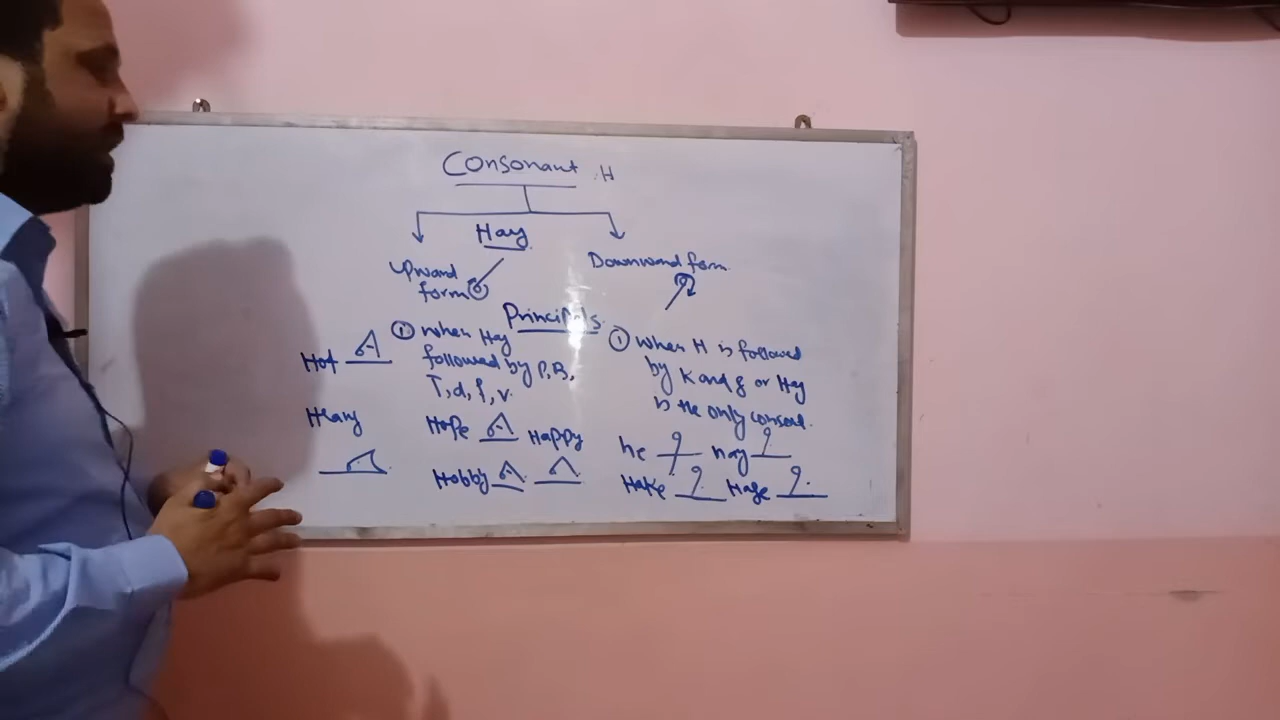 Consonant H
Hay
Upward
form
Downward form
Principals
① When Hay
followed by P, B,
T, d, f, v.
Hope Happy
Hobby
Hot
Heavy
① When H is followed
by K and g or Hay
is the only conson.
he hay
Hake Hage